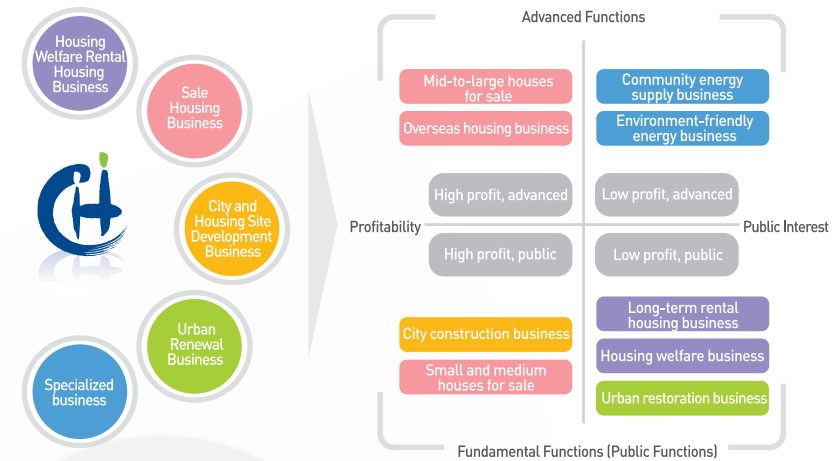 Housing
Welfare Rental
Housing
Business
Sale
Housing
Business
City and
Housing Site
Development
Business
Urban
Renewal
Business
Specialized
business
Advanced Functions
Mid-to-large houses
for sale
Overseas housing business
Community energy
supply business
Environment-friendly
energy business
High profit, advanced
Low profit, advanced
Profitability
Public Interest
High profit, public
Low profit, public
City construction business
Small and medium
houses for sale
Long-term rental
housing business
Housing welfare business
Urban restoration business
Fundamental Functions (Public Functions)